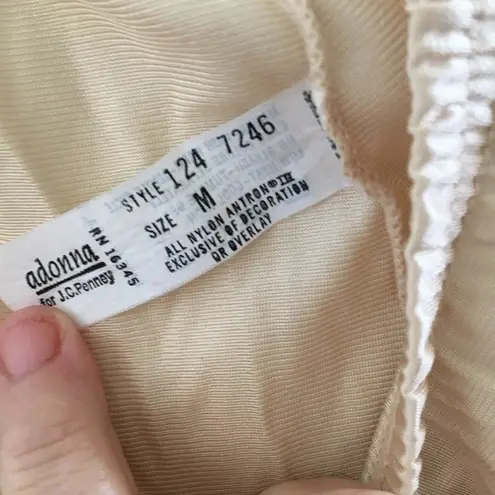 adonna
for J.C.Penney
RN 16345
STYLE 124 7246
SIZE M
ALL NYLON ANTRON® III
EXCLUSIVE OF DECORATION
OR OVERLAY